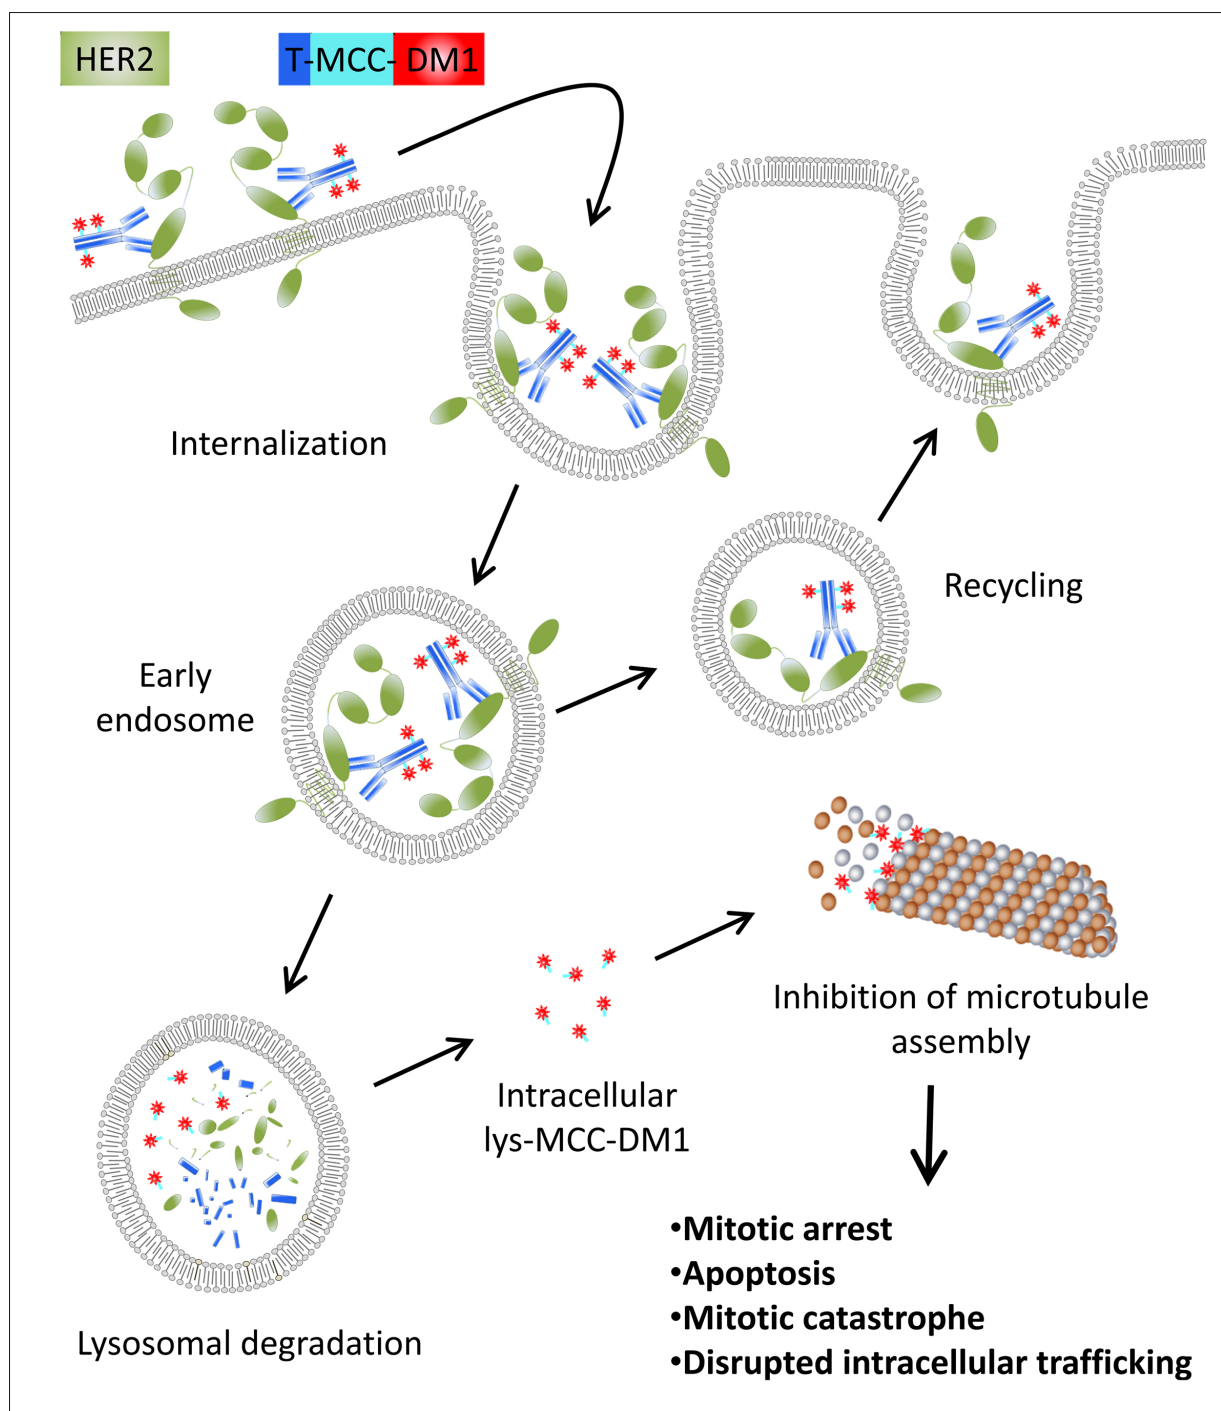 HER2
T-MCC-DM1
Internalization
Recycling
Early
endosome
Inhibition of microtubule
assembly
Intracellular
lys-MCC-DM1
•Mitotic arrest
•Apoptosis
•Mitotic catastrophe
•Disrupted intracellular trafficking
Lysosomal degradation